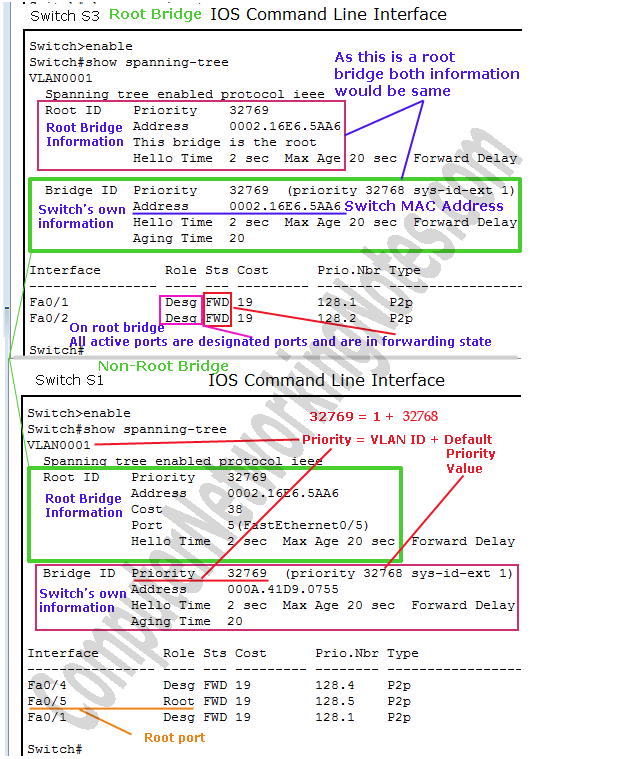 Switch S3 Root Bridge IOS Command Line Interface
Switch>enable
Switch#show spanning-tree
VLAN0001
Spanning tree enabled protocol ieee
Root ID Priority 32769
Address 0002.16E6.5AA6
This bridge is the root
Hello Time 2 sec Max Age 20 sec Forward Delay
Root Bridge
Information
As this is a root
bridge both information
would be same
Bridge ID Priority 32769 (priority 32768 sys-id-ext 1)
Address 0002.16E6.5AA6 Switch MAC Address
Hello Time 2 sec Max Age 20 sec Forward Delay
Aging Time 20
Switch's own
information
Interface Role Sts Cost Prio.Nbr Type
---------------- ---- --- --------- -------- --------------------------------
Fa0/1 Desg FWD 19 128.1 P2p
Fa0/2 Desg FWD 19 128.2 P2p
On root bridge
All active ports are designated ports and are in forwarding state
Switch#
Non-Root Bridge
Switch S1 IOS Command Line Interface
Switch>enable
Switch#show spanning-tree
VLAN0001
Spanning tree enabled protocol ieee
32769 = 1 + 32768
Priority = VLAN ID + Default
Priority
Value
Root ID Priority 32769
Address 0002.16E6.5AA6
Cost 38
Port 5(FastEthernet0/5)
Hello Time 2 sec Max Age 20 sec Forward Delay
Root Bridge
Information
Bridge ID Priority 32769 (priority 32768 sys-id-ext 1)
Address 000A.41D9.0755
Hello Time 2 sec Max Age 20 sec Forward Delay
Aging Time 20
Switch's own
information
Interface Role Sts Cost Prio.Nbr Type
---------------- ---- --- --------- -------- --------------------------------
Fa0/4 Desg FWD 19 128.4 P2p
Fa0/5 Root FWD 19 128.5 P2p
Fa0/1 Desg FWD 19 128.1 P2p
Root port
Switch#
ComputerNetworkingNotes.com